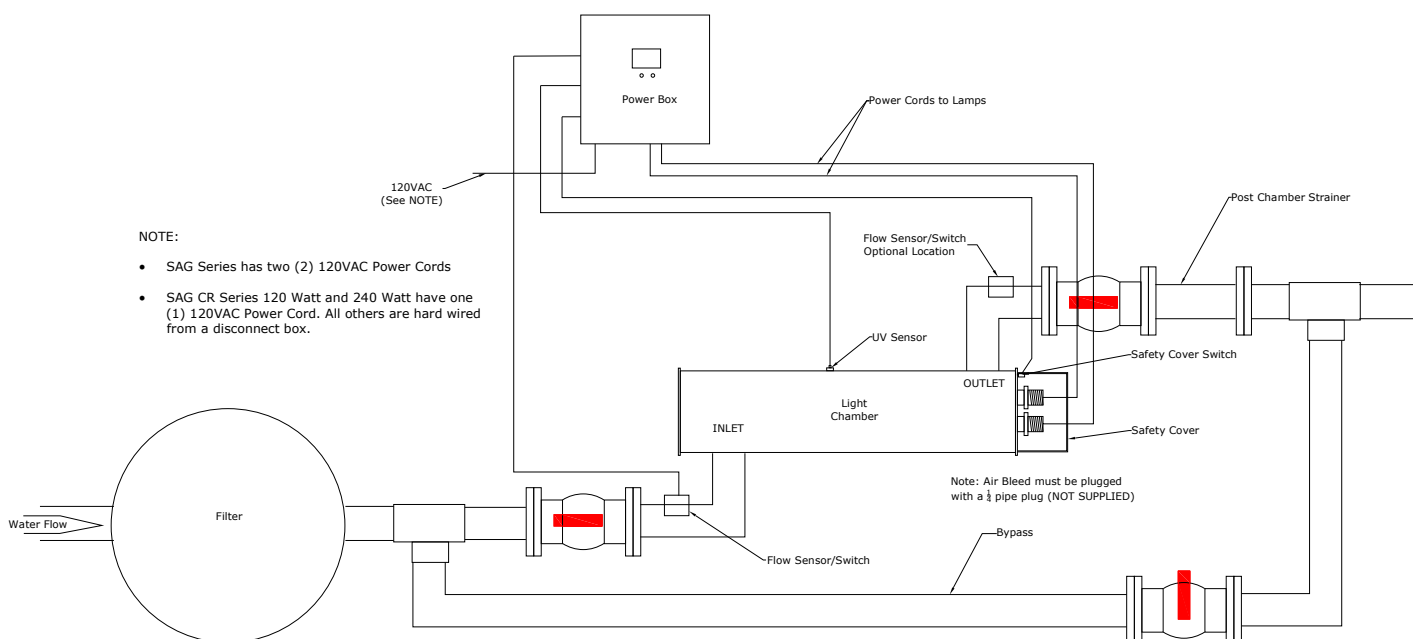 Power Box
Power Cords to Lamps
120VAC
(See NOTE)
Post Chamber Strainer
NOTE:
• SAG Series has two (2) 120VAC Power Cords
• SAG CR Series 120 Watt and 240 Watt have one
(1) 120VAC Power Cord. All others are hard wired
from a disconnect box.
Flow Sensor/Switch
Optional Location
UV Sensor
Safety Cover Switch
OUTLET
Light
Chamber
INLET
Safety Cover
Note: Air Bleed must be plugged
with a ¼ pipe plug (NOT SUPPLIED)
Water Flow
Filter
Flow Sensor/Switch
Bypass